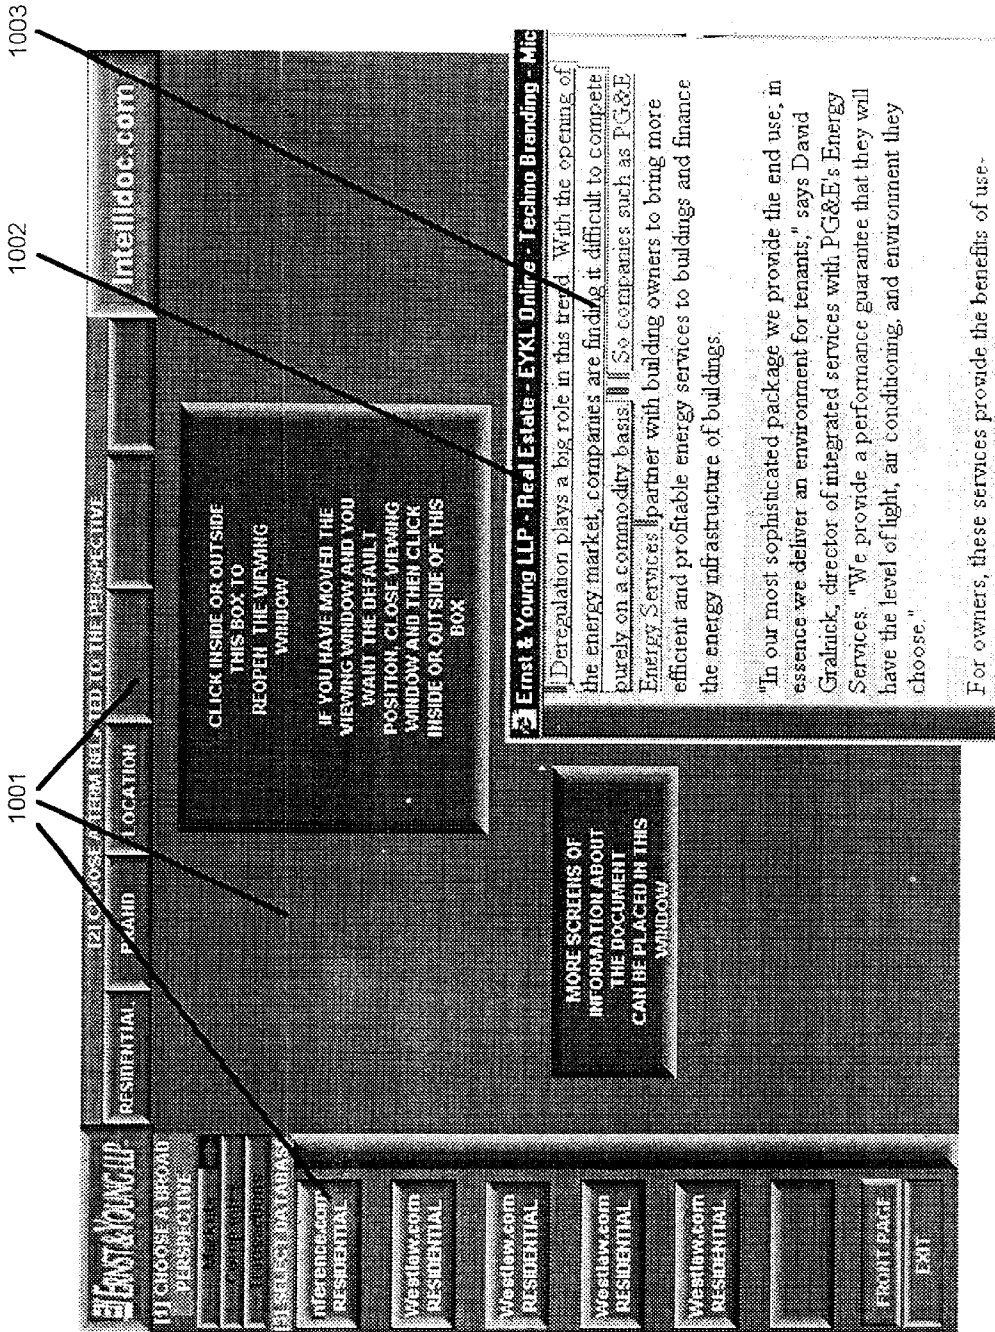 1001
1002
1003
ERNST & YOUNG LLP
[1] CHOOSE A BROAD
PERSPECTIVE
[2] CHOOSE A TERM RELATED TO THE PERSPECTIVE
RESIDENTIAL
BRAND
LOCATION
Intellidoc.com
[3] SELECT DATABASE
RESIDENTIAL
Westlaw.com
RESIDENTIAL
Westlaw.com
RESIDENTIAL
Westlaw.com
RESIDENTIAL
Westlaw.com
RESIDENTIAL
FRONT PAGE
EXIT
CLICK INSIDE OR OUTSIDE
THIS BOX TO
REOPEN THE VIEWING
WINDOW
IF YOU HAVE MOVED THE
VIEWING WINDOW AND YOU
WANT THE DEFAULT
POSITION, CLOSE VIEWING
WINDOW AND THEN CLICK
INSIDE OR OUTSIDE OF THIS
BOX
MORE SCREENS OF
INFORMATION ABOUT
THE DOCUMENT
CAN BE PLACED IN THIS
WINDOW
Ernst & Young LLP - Real Estate - EYKL Online - Techno Branding - Mic
Deregulation plays a big role in this trend. With the opening of
the energy market, companies are finding it difficult to compete
purely on a commodity basis. So companies such as PG&E
Energy Services partner with building owners to bring more
efficient and profitable energy services to buildings and finance
the energy infrastructure of buildings.
"In our most sophisticated package we provide the end use; in
essence we deliver an environment for tenants," says David
Gralnick, director of integrated services with PG&E's Energy
Services. "We provide a performance guarantee that they will
have the level of light, air conditioning, and environment they
choose."
For owners, these services provide the benefits of use-